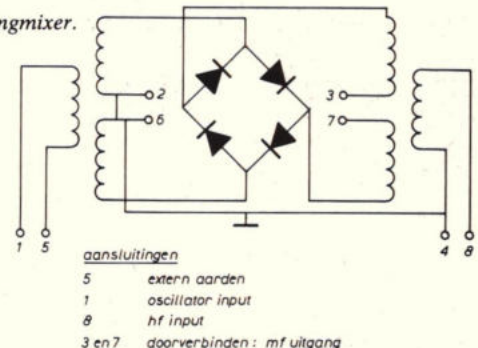 ngmixer.
2
6
3
7
1 5
4 8
aansluitingen
5 extern aarden
1 oscillator input
8 hf input
3 en 7 doorverbinden : mf uitgang